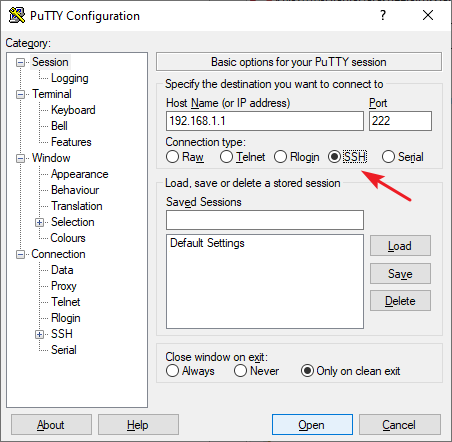 PuTTY Configuration
Category:
Session
Logging
Terminal
Keyboard
Bell
Features
Window
Appearance
Behaviour
Translation
Selection
Colours
Connection
Data
Proxy
Telnet
Rlogin
SSH
Serial
Basic options for your PuTTY session
Specify the destination you want to connect to
Host Name (or IP address) Port
192.168.1.1 222
Connection type:
Raw Telnet Rlogin SSH Serial
Load, save or delete a stored session
Saved Sessions
Default Settings
Load
Save
Delete
Close window on exit:
Always Never Only on clean exit
About Help Open Cancel